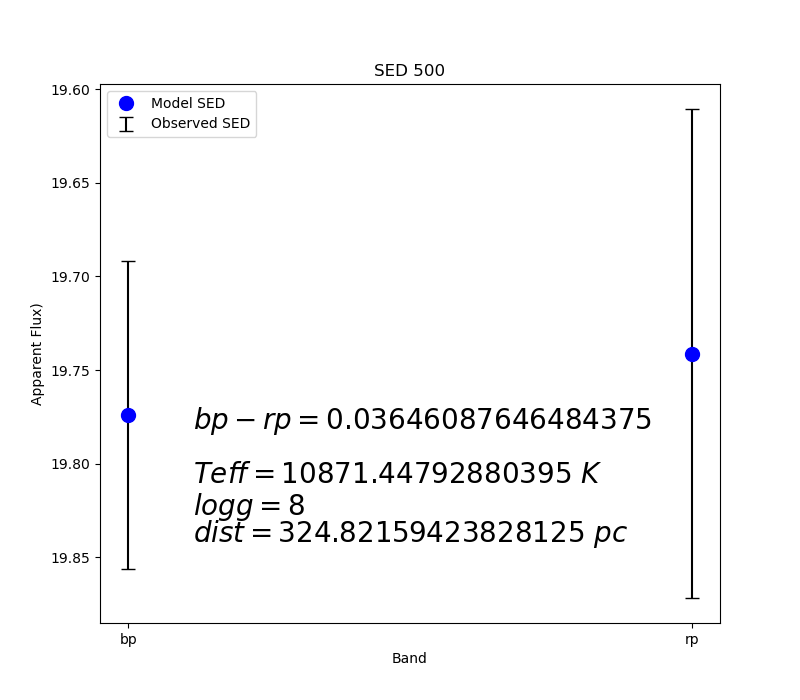 SED 500
Model SED
Observed SED
19.60
19.65
19.70
19.75
19.80
19.85
Apparent Flux)
bp − rp = 0.03646087646484375
Teff = 10871.44792880395 K
logg = 8
dist = 324.82159423828125 pc
bp
rp
Band